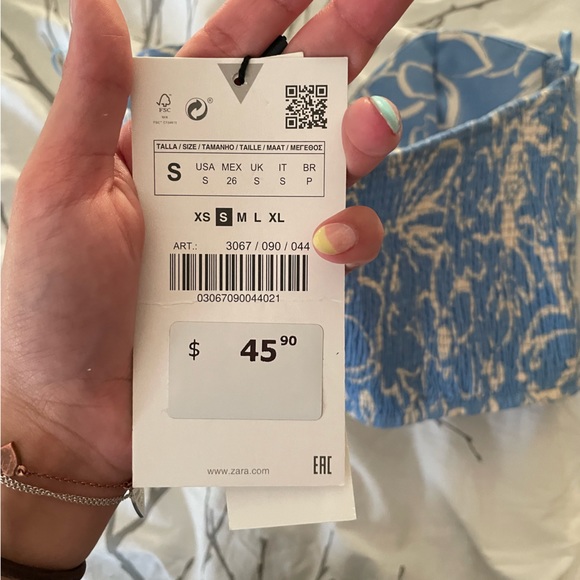 FSC
TALLA / SIZE / TAMANHO / TAILLE / MAAT / ΜΕΓΕΘΟΣ
S
USA MEX UK IT BR
S 26 S S P
XS S M L XL
ART.: 3067 / 090 / 044
03067090044021
$ 45 90
www.zara.com
EAC